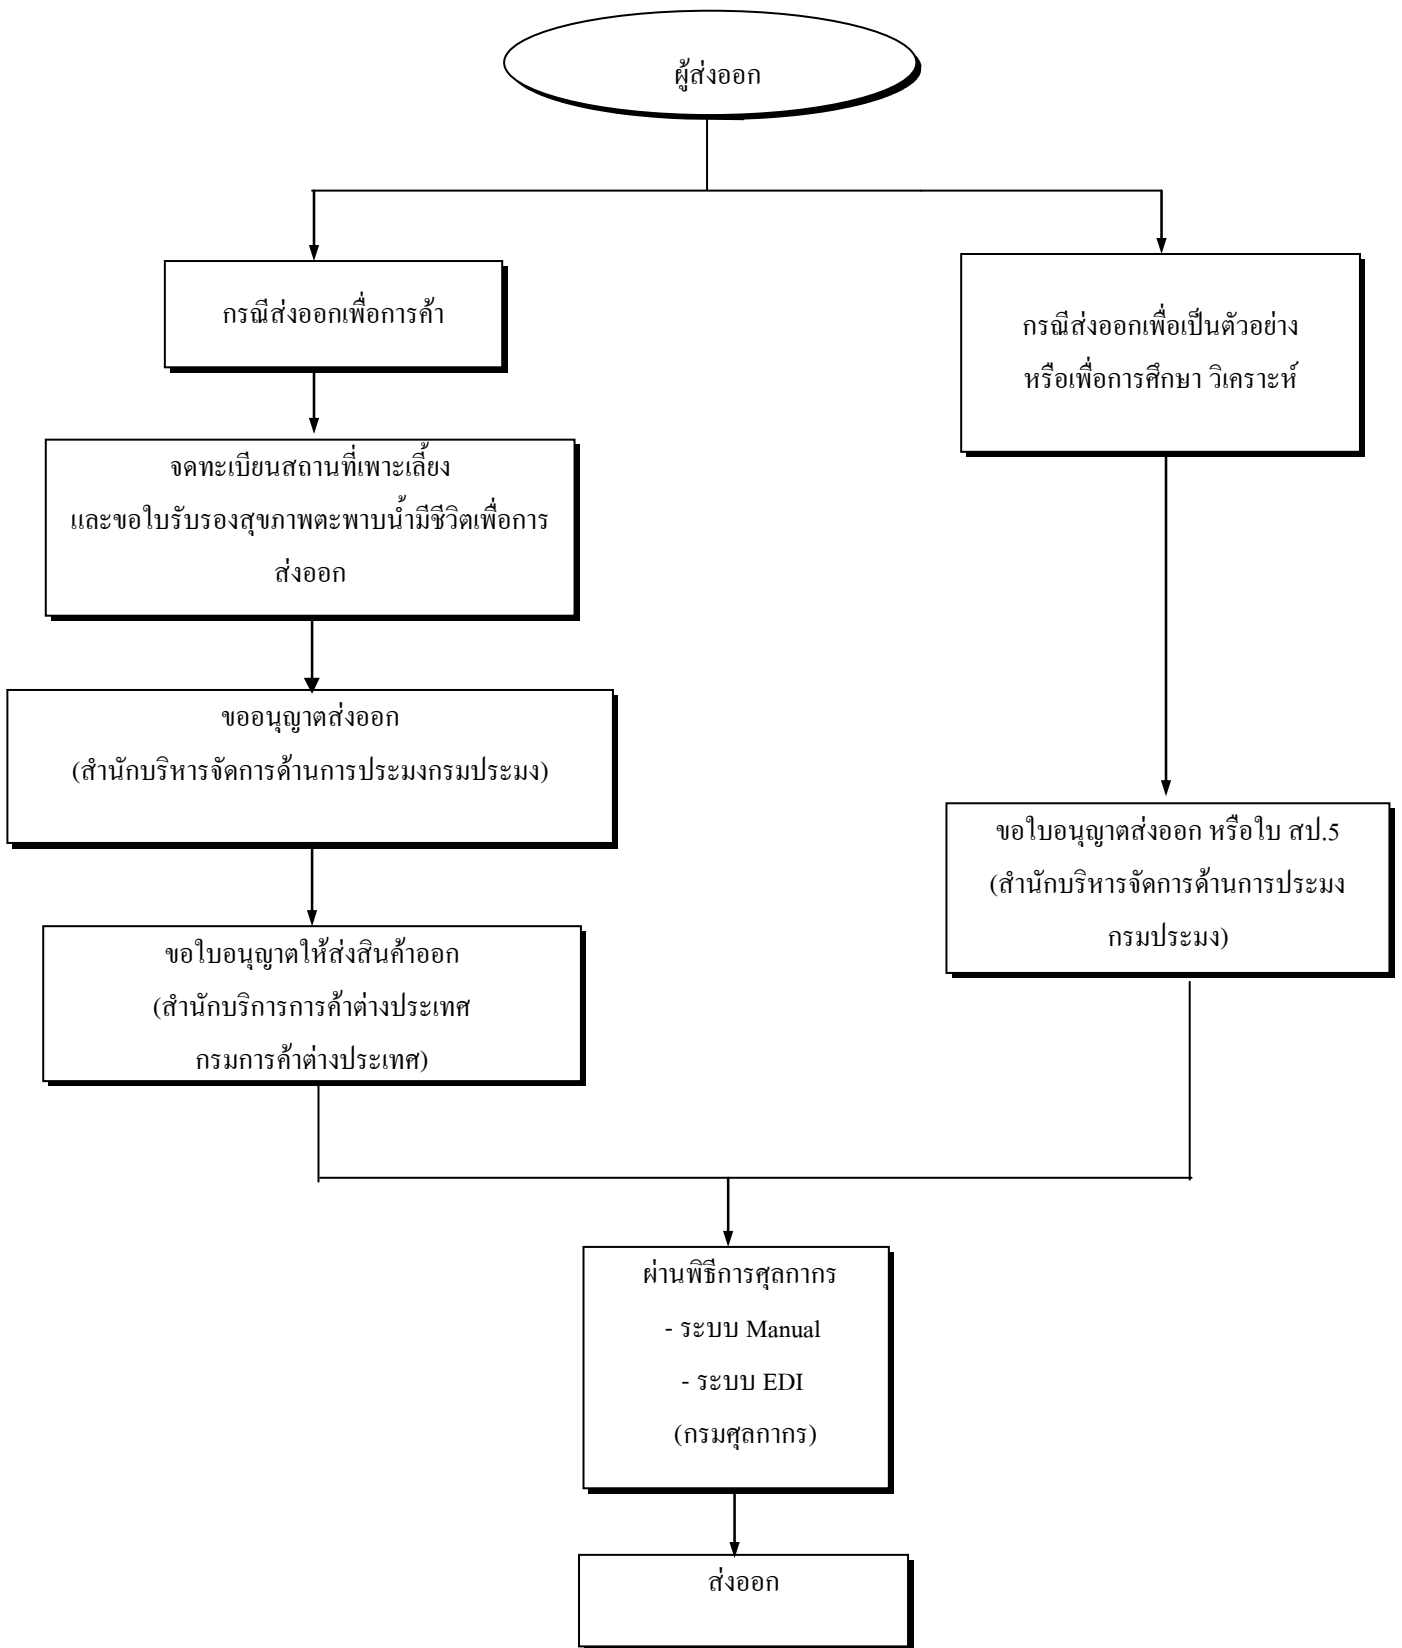 ผู้ส่งออก
กรณีส่งออกเพื่อการค้า
กรณีส่งออกเพื่อเป็นตัวอย่าง
หรือเพื่อการศึกษา วิเคราะห์
จดทะเบียนสถานที่เพาะเลี้ยง
และขอใบรับรองสุขภาพตะพาบน้ำมีชีวิตเพื่อการ
ส่งออก
ขออนุญาตส่งออก
(สำนักบริหารจัดการด้านการประมงกรมประมง)
ขอใบอนุญาตส่งออก หรือใบ สป.5
(สำนักบริหารจัดการด้านการประมง
กรมประมง)
ขอใบอนุญาตให้ส่งสินค้าออก
(สำนักบริการการค้าต่างประเทศ
กรมการค้าต่างประเทศ)
ผ่านพิธีการศุลกากร
- ระบบ Manual
- ระบบ EDI
(กรมศุลกากร)
ส่งออก